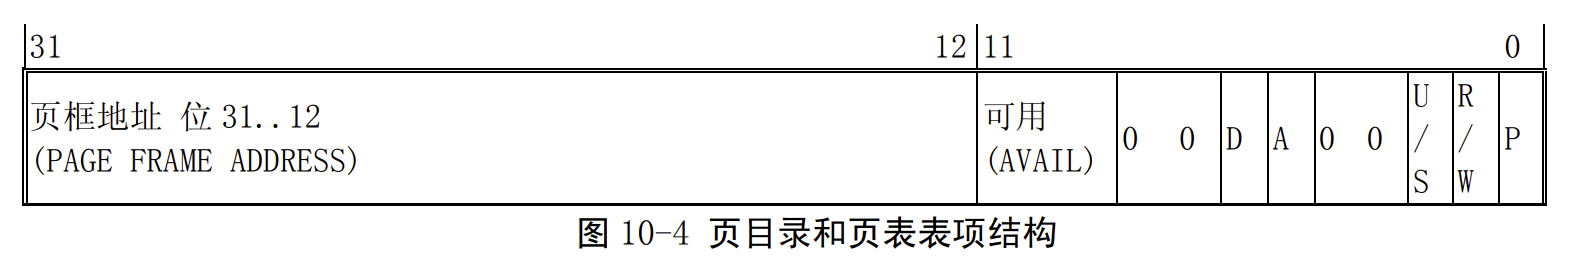 31 12 11 0
页框地址 位 31..12
(PAGE FRAME ADDRESS)
可用
(AVAIL)
0 0
D
A
0 0
U
/
S
R
/
W
P
图 10-4 页目录和页表表项结构